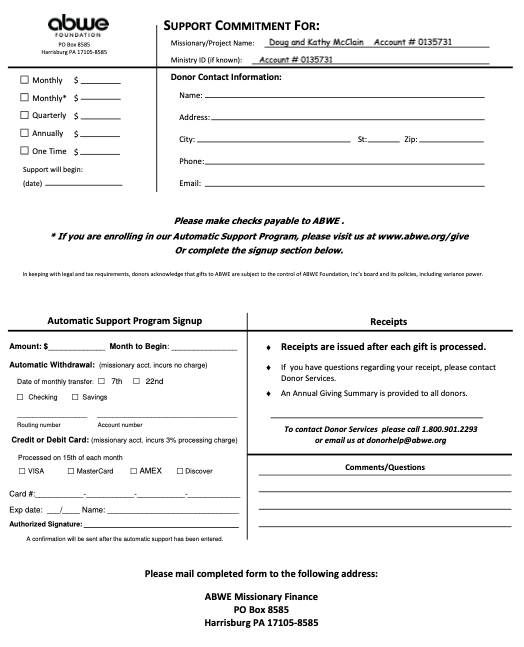 abwe
FOUNDATION
PO Box 8585
Harrisburg PA 17105-8585
SUPPORT COMMITMENT FOR:
Missionary/Project Name: Doug and Kathy McClain Account # 0135731
Ministry ID (if known): Account # 0135731
Monthly $
Monthly* $
Quarterly $
Annually $
One Time $
Support will begin:
(date)
Donor Contact Information:
Name:
Address:
City: St: Zip:
Phone:
Email:
Please make checks payable to ABWE .
* If you are enrolling in our Automatic Support Program, please visit us at www.abwe.org/give
Or complete the signup section below.
In keeping with legal and tax requirements, donors acknowledge that gifts to ABWE are subject to the control of ABWE Foundation, Inc's board and its policies, including variance power.
Automatic Support Program Signup
Amount: $ Month to Begin:
Automatic Withdrawal: (missionary acct. incurs no charge)
Date of monthly transfer: 7th 22nd
Checking Savings
Routing number Account number
Credit or Debit Card: (missionary acct. incurs 3% processing charge)
Processed on 15th of each month
VISA MasterCard AMEX Discover
Card #: - - -
Exp date: / Name:
Authorized Signature:
A confirmation will be sent after the automatic support has been entered.
Receipts
♦ Receipts are issued after each gift is processed.
♦ If you have questions regarding your receipt, please contact
Donor Services.
♦ An Annual Giving Summary is provided to all donors.
To contact Donor Services please call 1.800.901.2293
or email us at donorhelp@abwe.org
Comments/Questions
Please mail completed form to the following address:
ABWE Missionary Finance
PO Box 8585
Harrisburg PA 17105-8585